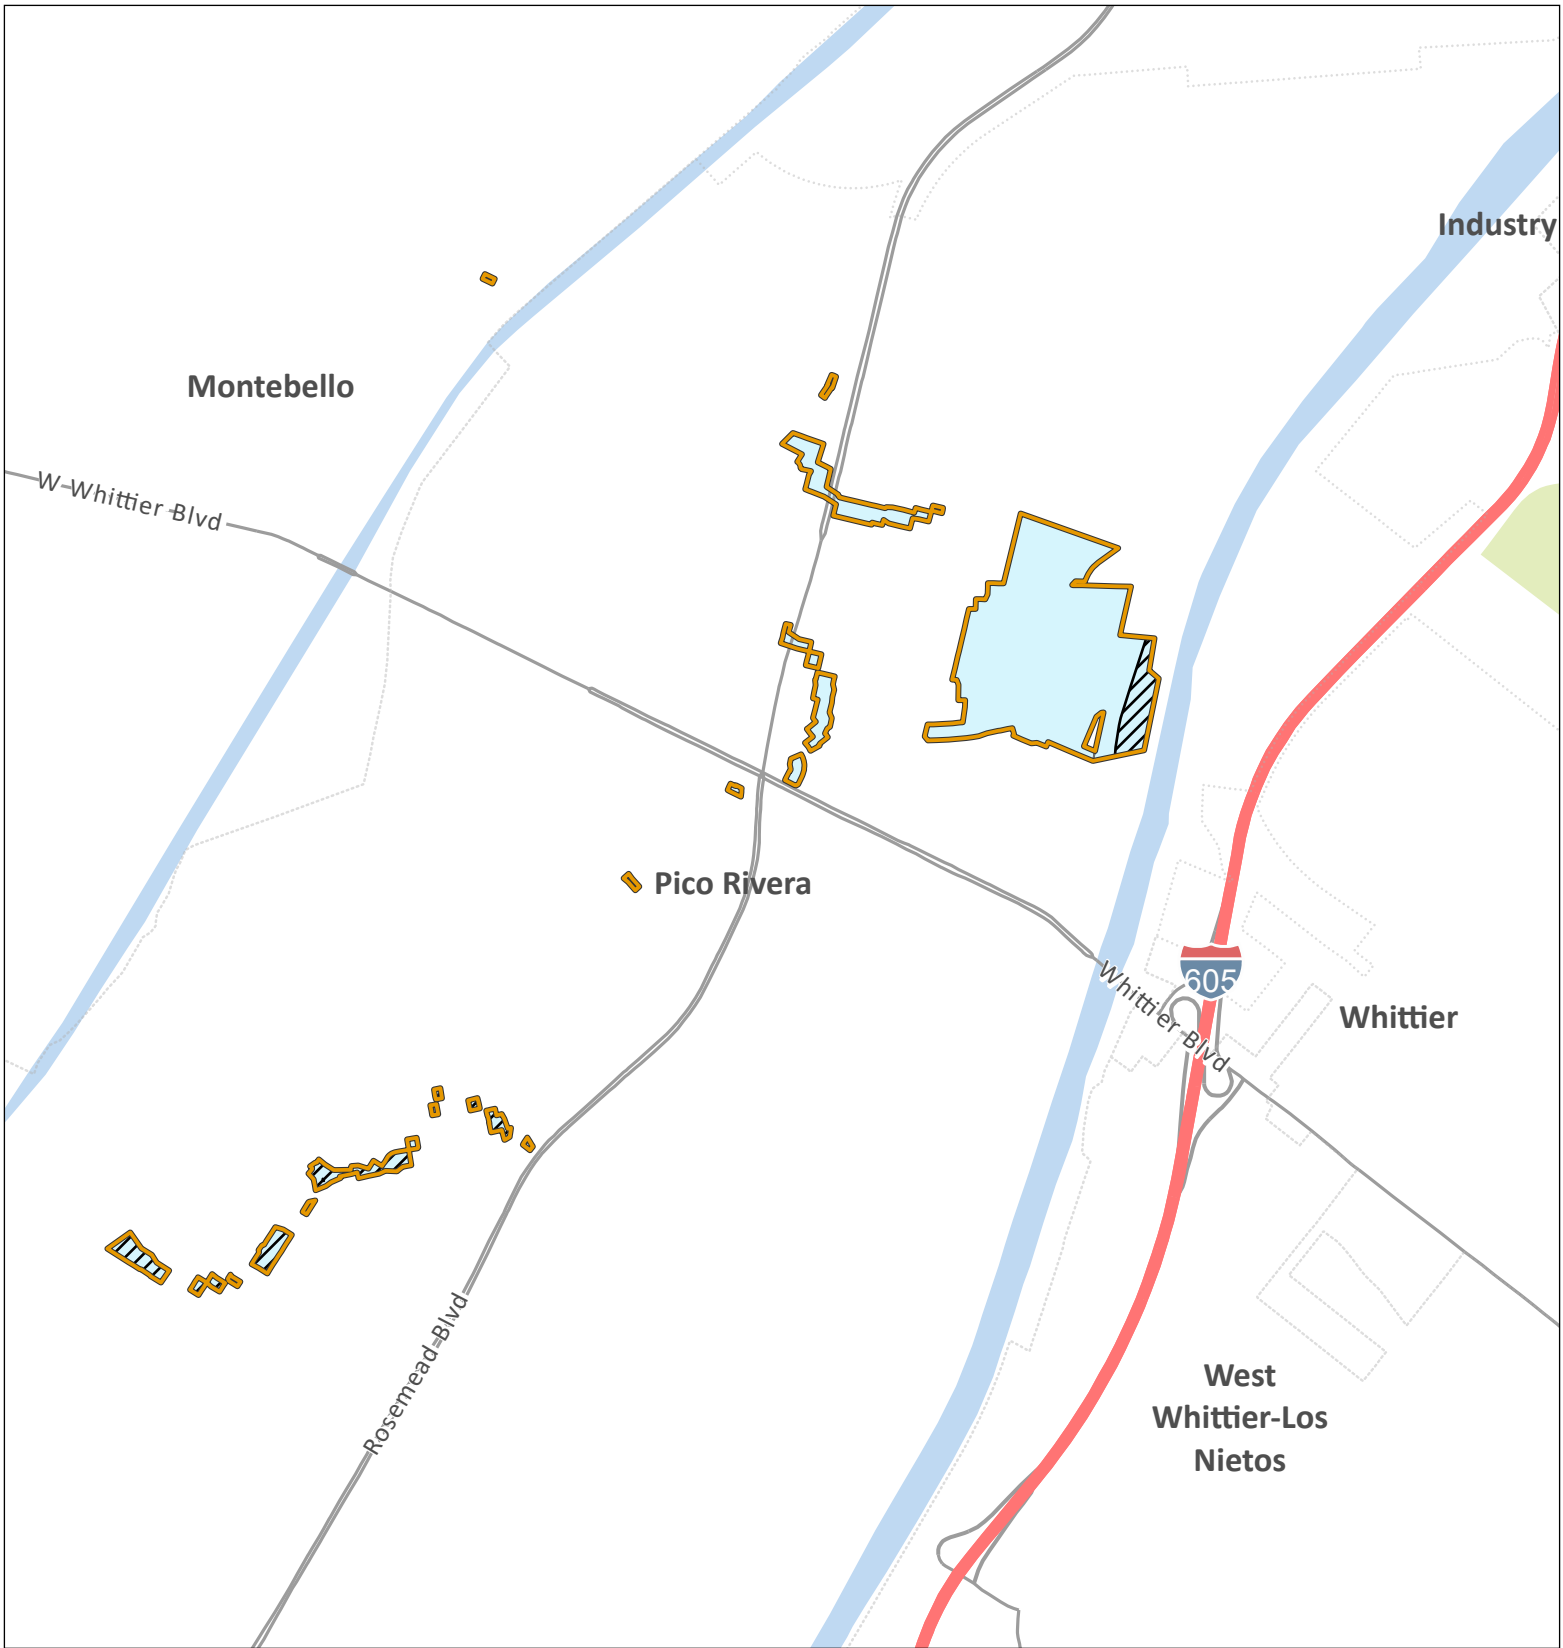 Industry
Montebello
W Whittier Blvd
Pico Rivera
605
Whittier Blvd
Whittier
Rosemead Blvd
West
Whittier-Los
Nietos